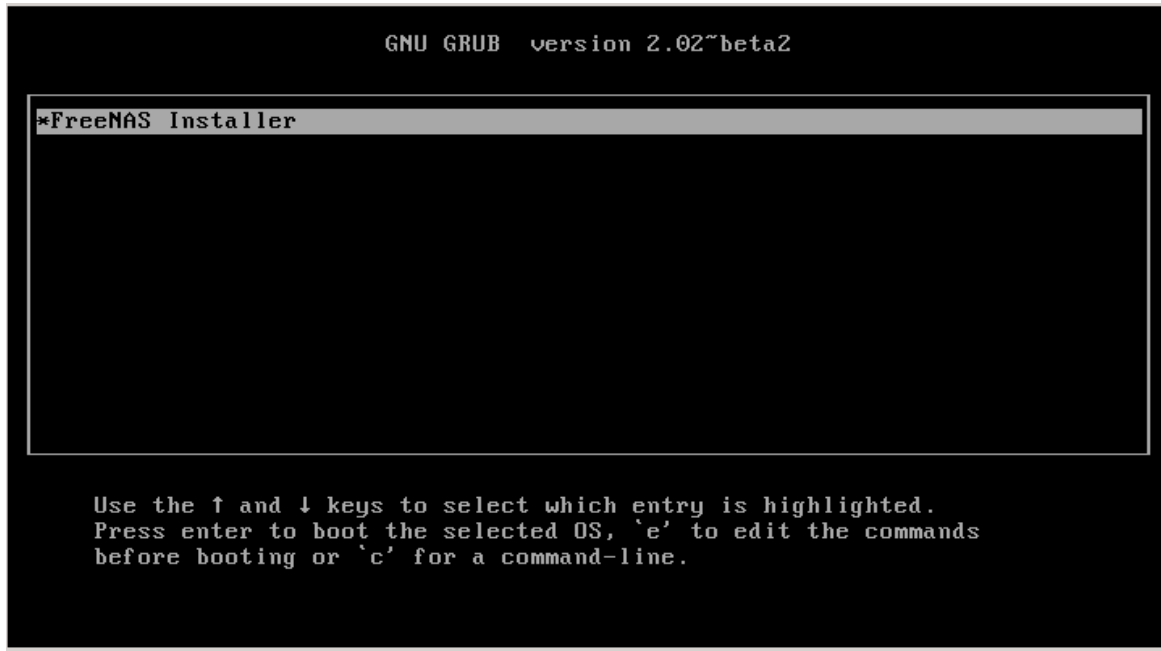 GNU GRUB  version 2.02~beta2
*FreeNAS Installer
Use the ↑ and ↓ keys to select which entry is highlighted.
Press enter to boot the selected OS, `e' to edit the commands
before booting or `c' for a command-line.